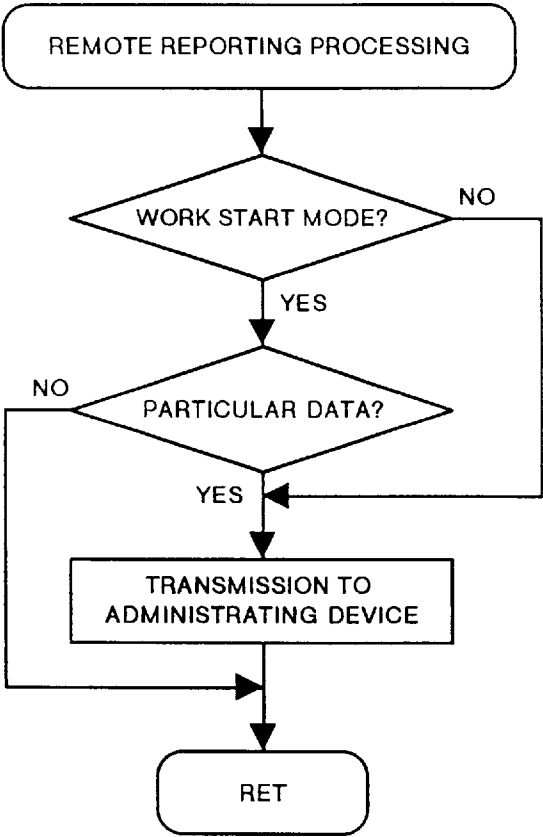 REMOTE REPORTING PROCESSING
WORK START MODE?
NO
YES
NO
PARTICULAR DATA?
YES
TRANSMISSION TO
ADMINISTRATING DEVICE
RET